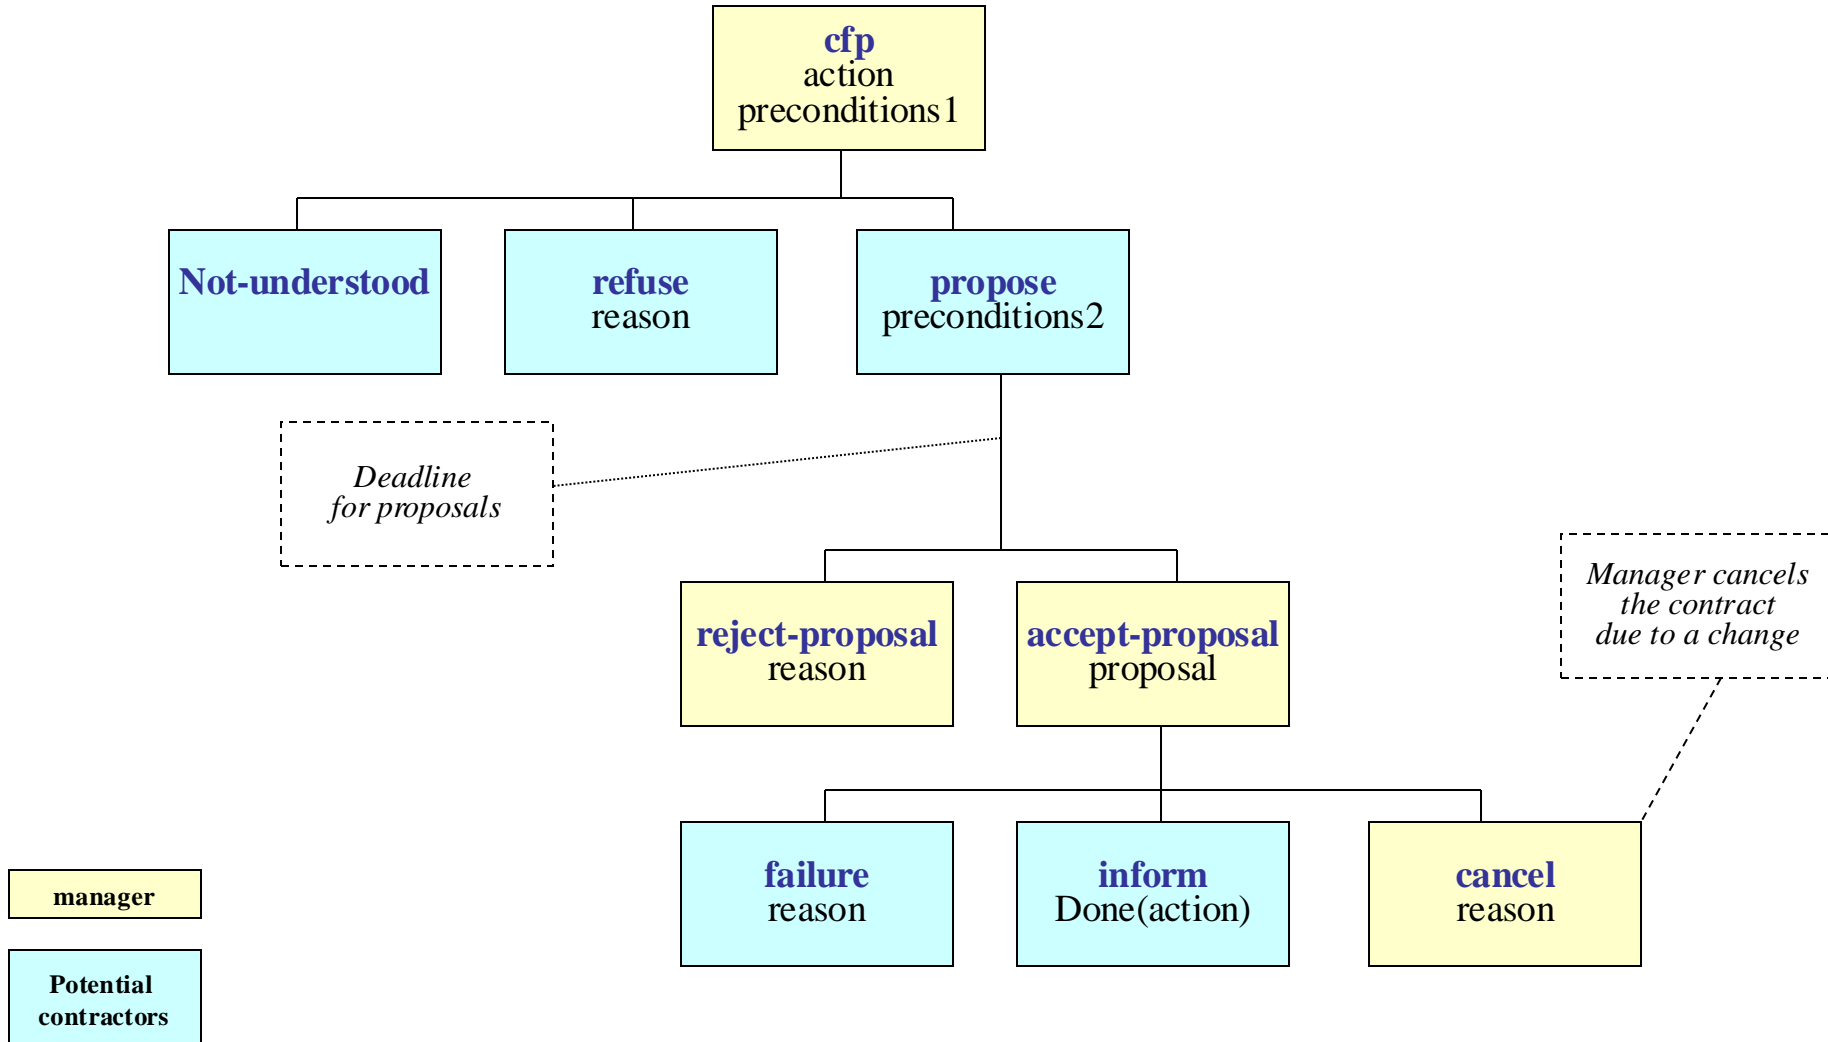 cfp
action
preconditions1
Not-understood
refuse
reason
propose
preconditions2
Deadline
for proposals
Manager cancels
the contract
due to a change
reject-proposal
reason
accept-proposal
proposal
failure
reason
inform
Done(action)
cancel
reason
manager
Potential
contractors